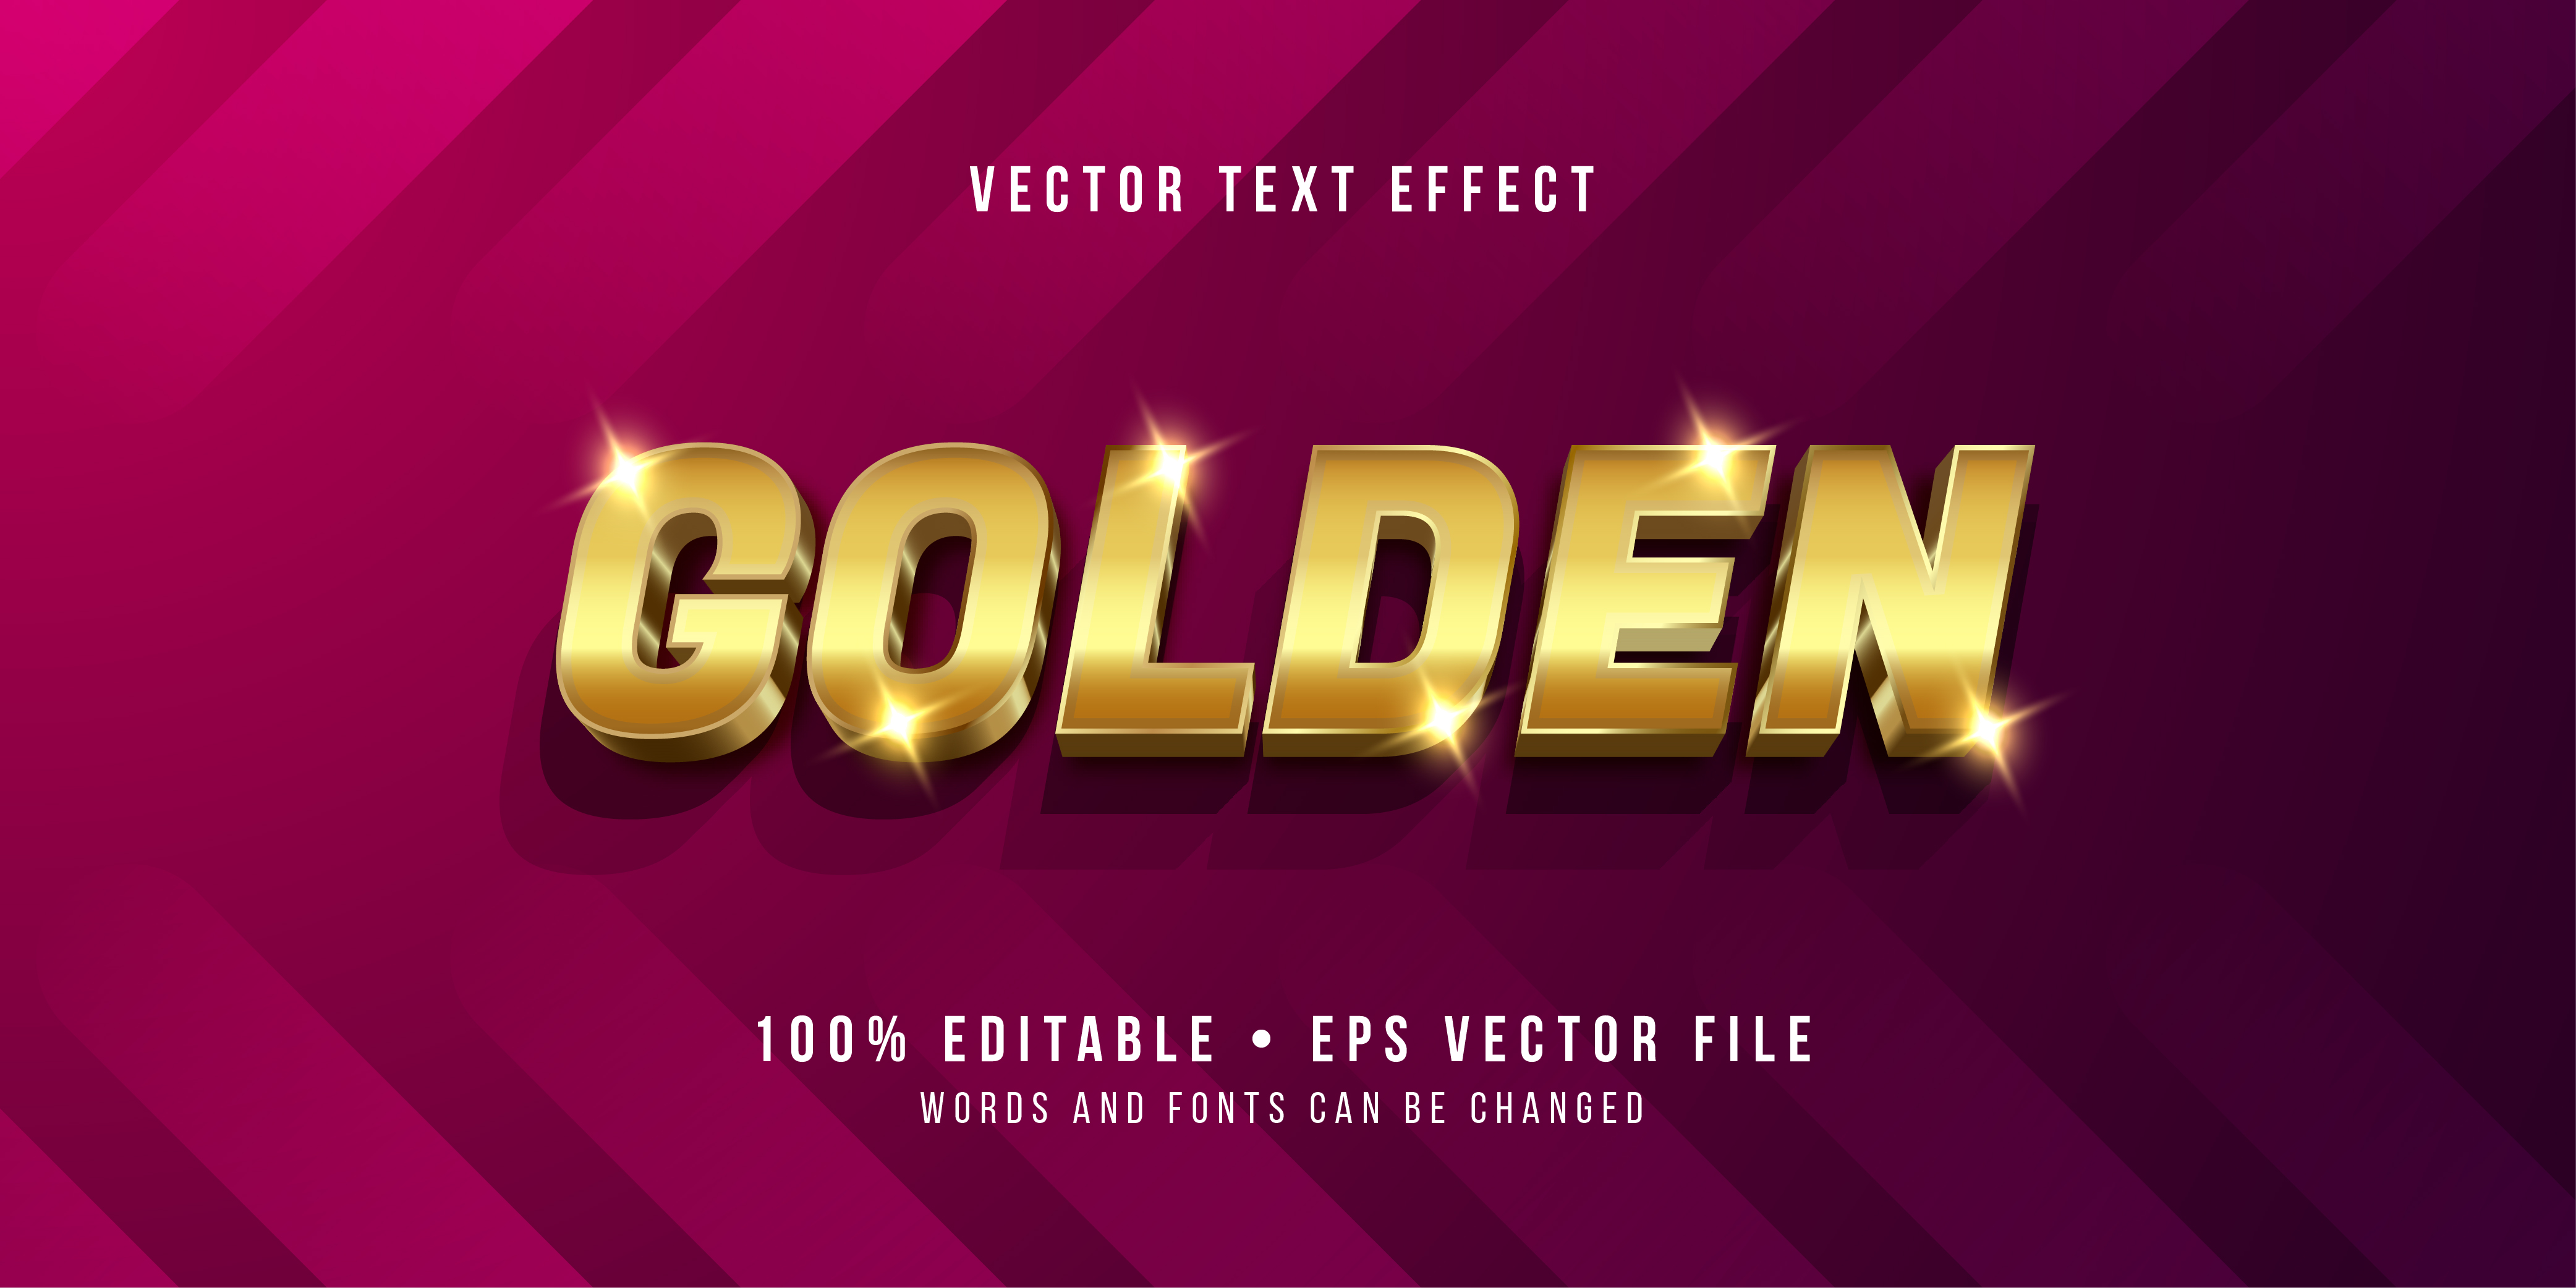 VECTOR TEXT EFFECT
GOLDEN
100% EDITABLE • EPS VECTOR FILE
WORDS AND FONTS CAN BE CHANGED